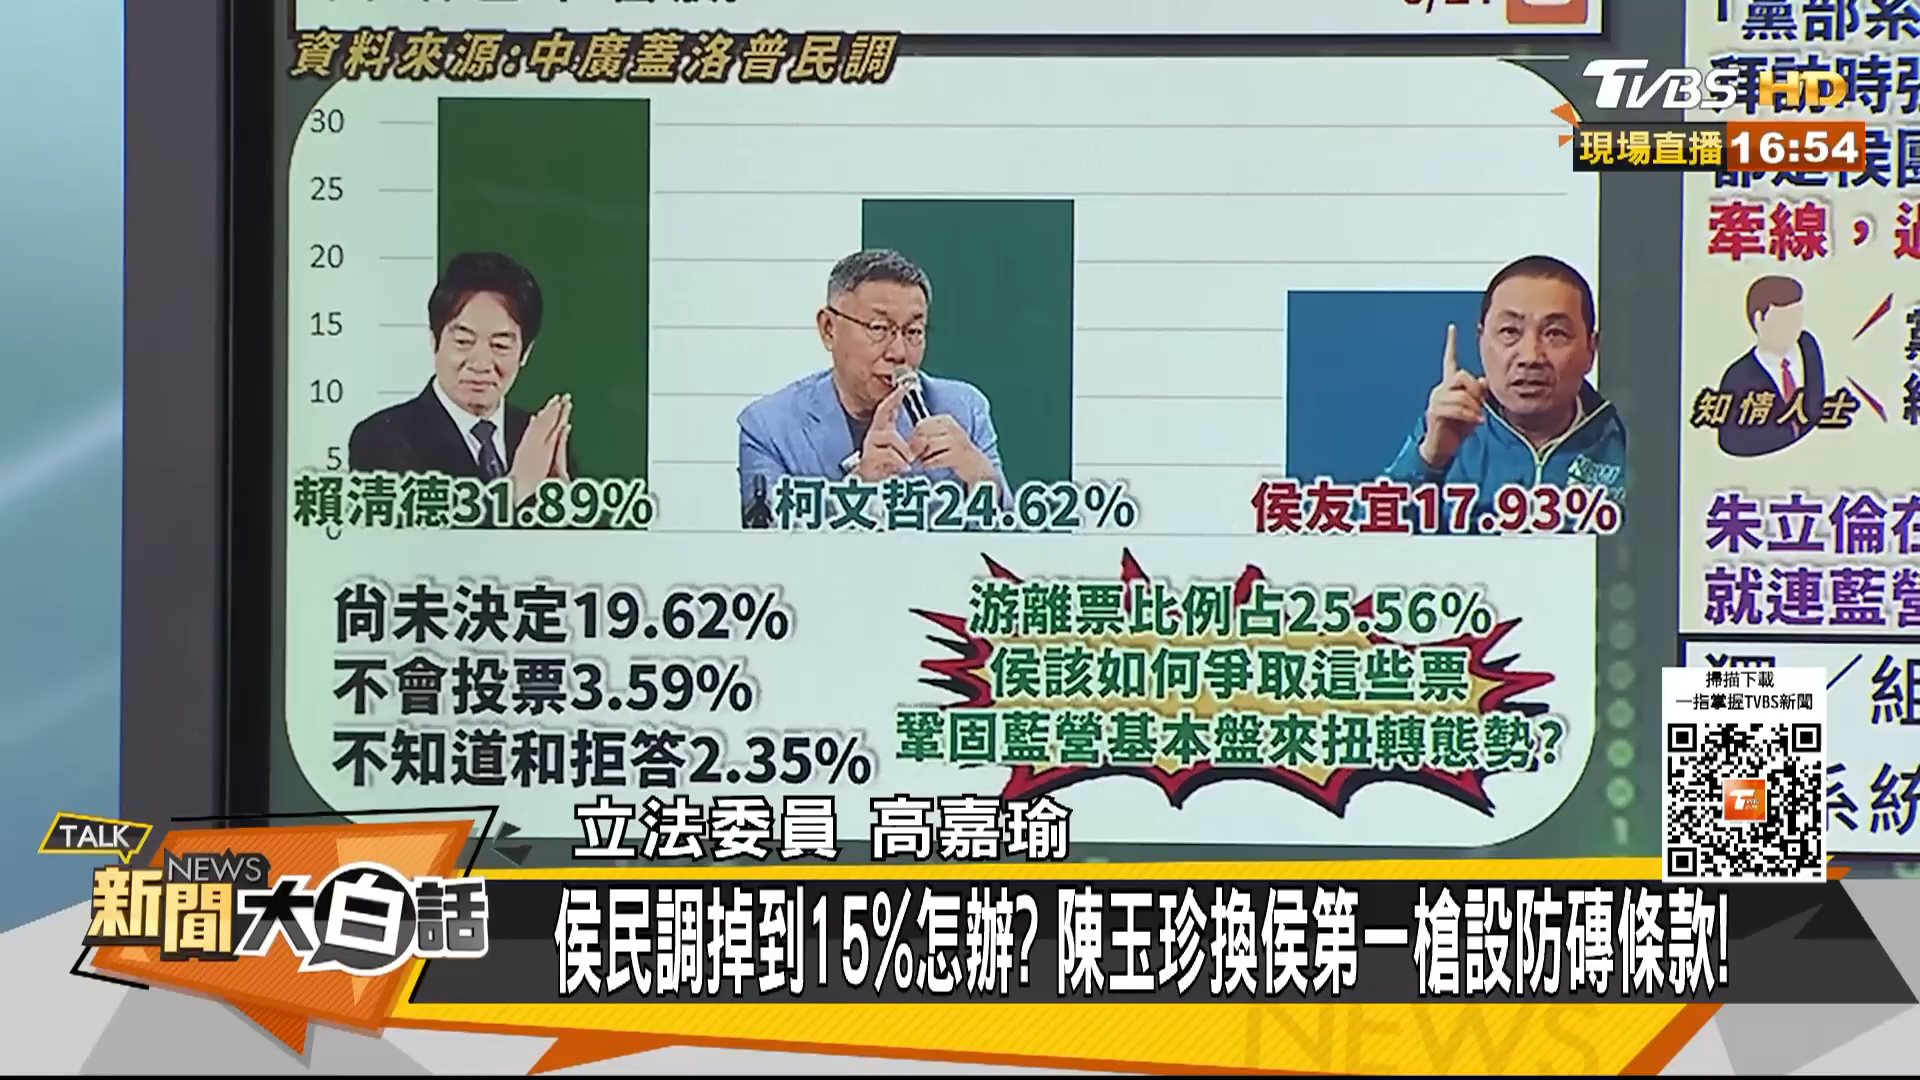 資料來源:中廣蓋洛普民調
30
25
20
15
10
5
0
賴清德31.89%
柯文哲24.62%
侯友宜17.93%
尚未決定19.62%
不會投票3.59%
不知道和拒答2.35%
游離票比例占25.56%
侯該如何爭取這些票
鞏固藍營基本盤來扭轉態勢?
TVBS HD
現場直播 16:54
「黨部系
拜訪時
牽線,
知情人士
朱立倫在
就連藍營
掃描下載
一指掌握TVBS新聞
立法委員 高嘉瑜
TALK
NEWS
新聞大白話
侯民調掉到15%怎辦? 陳玉珍換侯第一槍設防磚條款!
NEWS